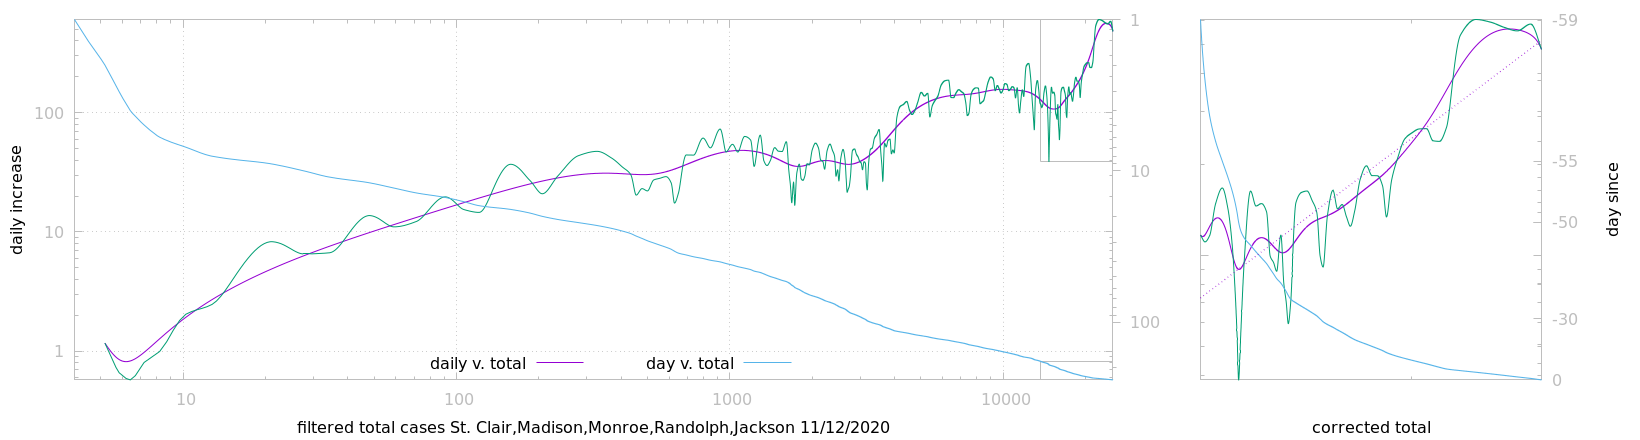 daily increase
100
10
1
10
100
1000
10000
1
10
100
daily v. total
day v. total
filtered total cases St. Clair,Madison,Monroe,Randolph,Jackson 11/12/2020
-59
-55
-50
-30
0
day since
corrected total